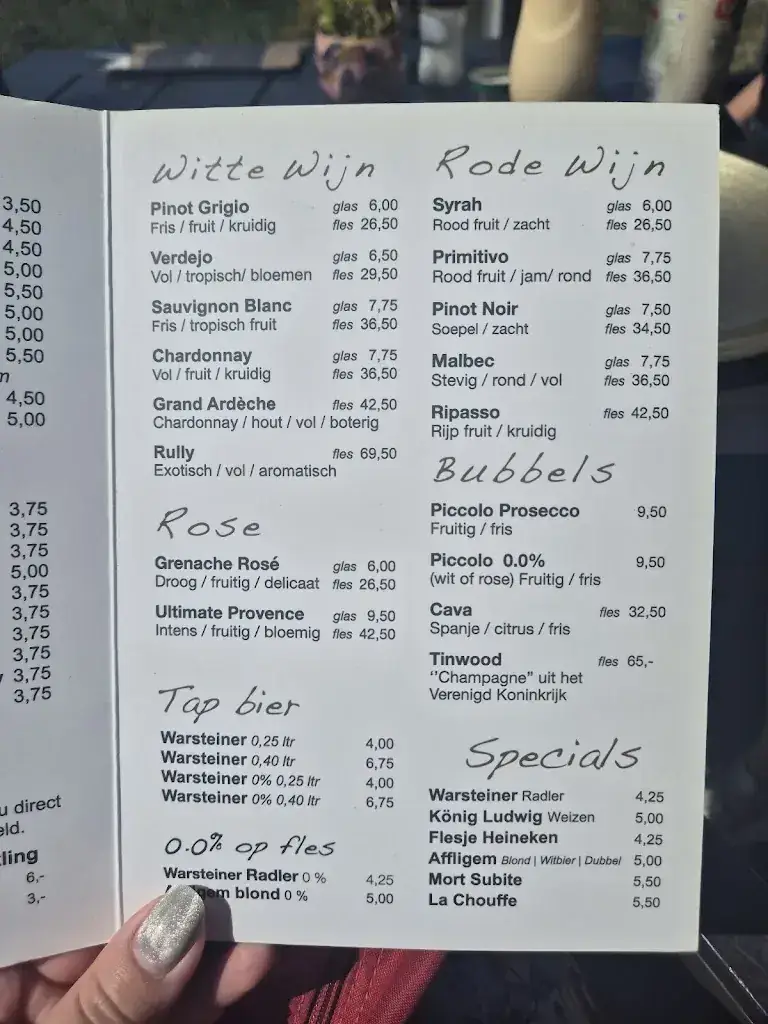 3,50
4,50
4,50
5,00
5,50
5,00
5,00
5,50
4,50
5,00
3,75
3,75
3,75
5,00
3,75
3,75
3,75
3,75
3,75
3,75
u direct
eld.
6,-
3,-
Witte Wijn
Pinot Grigio glas 6,00
Fris / fruit / kruidig fles 26,50
Verdejo glas 6,50
Vol / tropisch/ bloemen fles 29,50
Sauvignon Blanc glas 7,75
Fris / tropisch fruit fles 36,50
Chardonnay glas 7,75
Vol / fruit / kruidig fles 36,50
Grand Ardèche fles 42,50
Chardonnay / hout / vol / boterig
Rully fles 69,50
Exotisch / vol / aromatisch
Rose
Grenache Rosé glas 6,00
Droog / fruitig / delicaat fles 26,50
Ultimate Provence glas 9,50
Intens / fruitig / bloemig fles 42,50
Tap bier
Warsteiner 0,25 ltr 4,00
Warsteiner 0,40 ltr 6,75
Warsteiner 0% 0,25 ltr 4,00
Warsteiner 0% 0,40 ltr 6,75
0.0% op fles
Warsteiner Radler 0 % 4,25
blond 0 % 5,00
Rode Wijn
Syrah glas 6,00
Rood fruit / zacht fles 26,50
Primitivo glas 7,75
Rood fruit / jam/ rond fles 36,50
Pinot Noir glas 7,50
Soepel / zacht fles 34,50
Malbec glas 7,75
Stevig / rond / vol fles 36,50
Ripasso fles 42,50
Rijp fruit / kruidig
Bubbels
Piccolo Prosecco 9,50
Fruitig / fris
Piccolo 0.0% 9,50
(wit of rose) Fruitig / fris
Cava fles 32,50
Spanje / citrus / fris
Tinwood fles 65,-
‘'Champagne” uit het
Verenigd Koninkrijk
Specials
Warsteiner Radler 4,25
König Ludwig Weizen 5,00
Flesje Heineken 4,25
Affligem Blond | Witbier | Dubbel 5,00
Mort Subite 5,50
La Chouffe 5,50